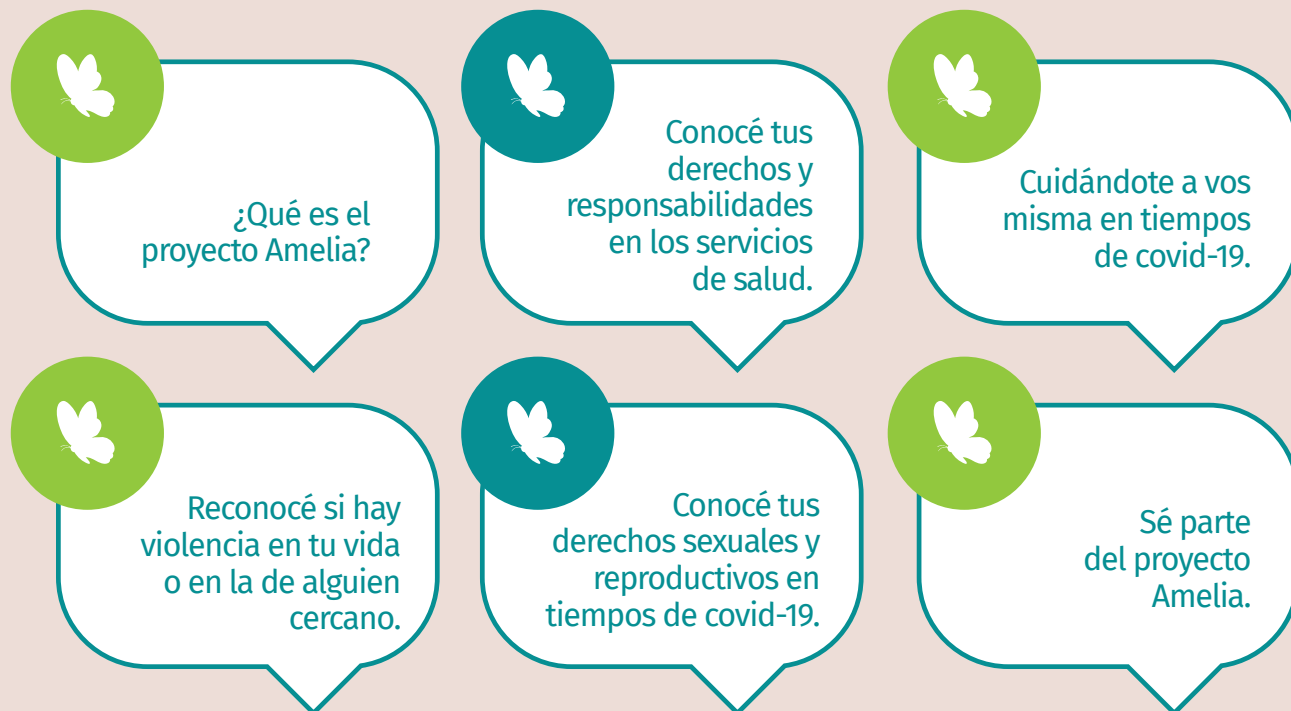 ¿Qué es el
proyecto Amelia?
Conocé tus
derechos y
responsabilidades
en los servicios
de salud.
Cuidándote a vos
misma en tiempos
de covid-19.
Reconocé si hay
violencia en tu vida
o en la de alguien
cercano.
Conocé tus
derechos sexuales y
reproductivos en
tiempos de covid-19.
Sé parte
del proyecto
Amelia.